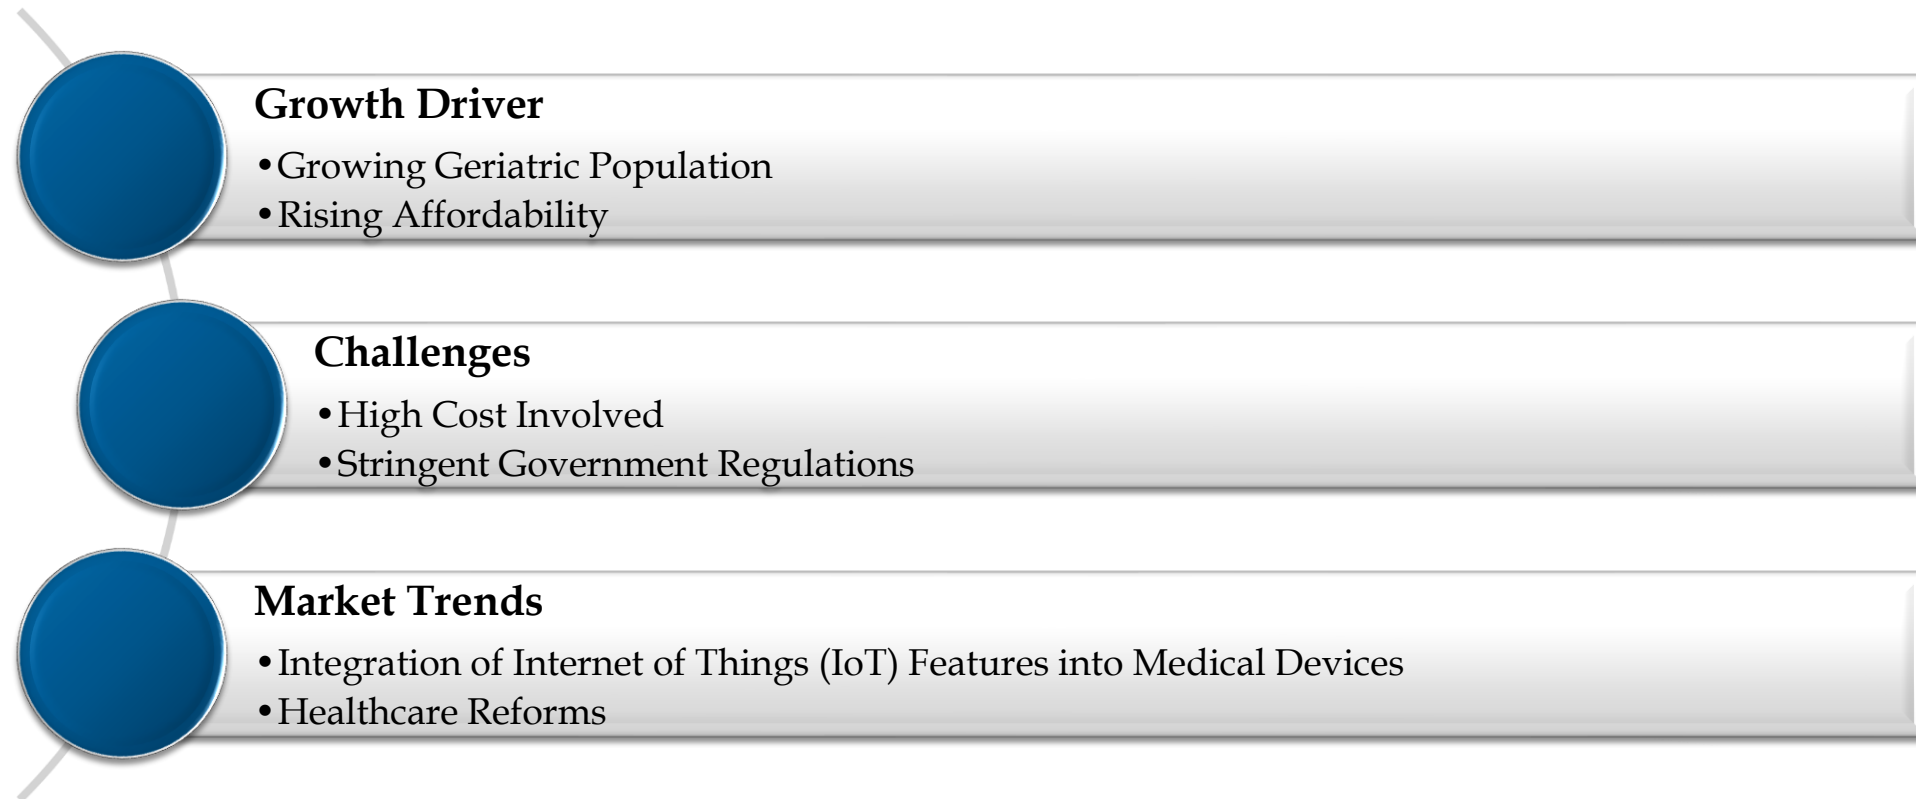 Growth Driver
•Growing Geriatric Population
•Rising Affordability
Challenges
•High Cost Involved
•Stringent Government Regulations
Market Trends
•Integration of Internet of Things (IoT) Features into Medical Devices
•Healthcare Reforms